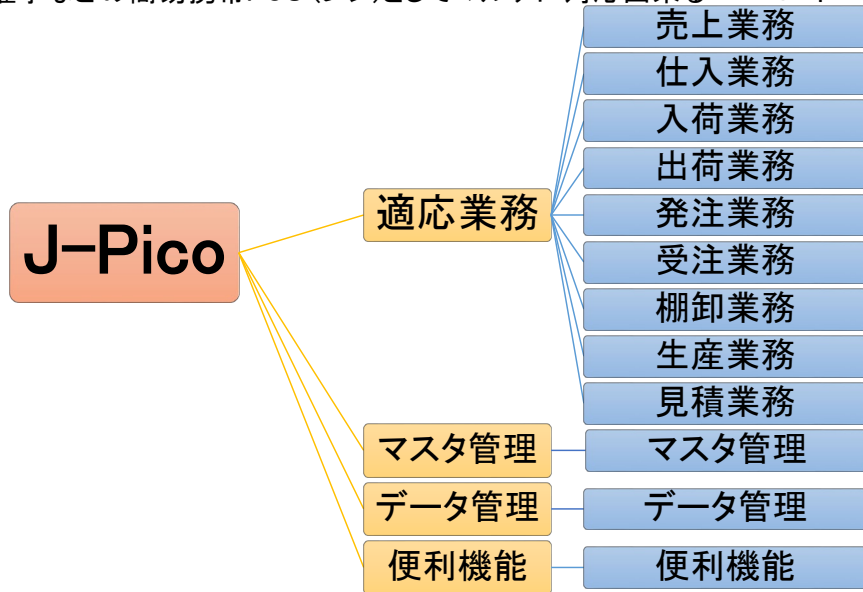 売上業務
仕入業務
入荷業務
出荷業務
適応業務
発注業務
J-Pico
受注業務
棚卸業務
生産業務
見積業務
マスタ管理
マスタ管理
データ管理
データ管理
便利機能
便利機能